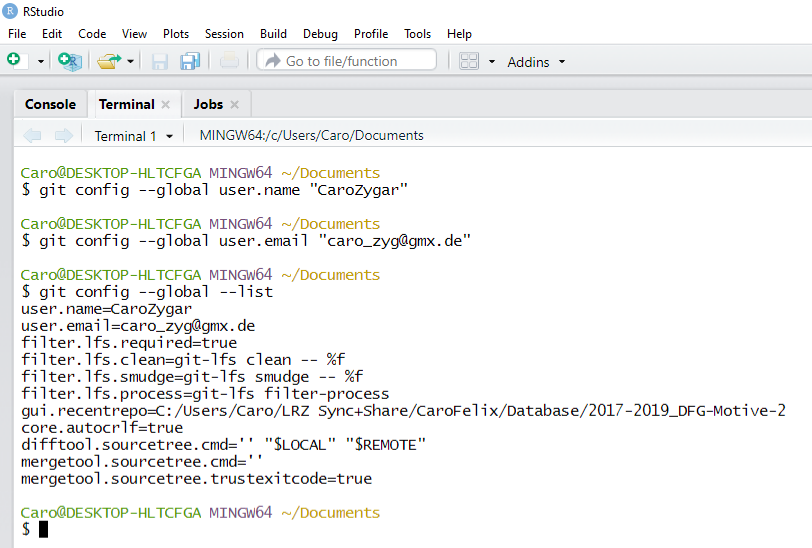 RStudio
File Edit Code View Plots Session Build Debug Profile Tools Help
Go to file/function Addins
Console Terminal Jobs
Terminal 1 MINGW64:/c/Users/Caro/Documents
Caro@DESKTOP-HLTCFGA MINGW64 ~/Documents
$ git config --global user.name "CaroZygar"
Caro@DESKTOP-HLTCFGA MINGW64 ~/Documents
$ git config --global user.email "caro_zyg@gmx.de"
Caro@DESKTOP-HLTCFGA MINGW64 ~/Documents
$ git config --global --list
user.name=CaroZygar
user.email=caro_zyg@gmx.de
filter.lfs.required=true
filter.lfs.clean=git-lfs clean -- %f
filter.lfs.smudge=git-lfs smudge -- %f
filter.lfs.process=git-lfs filter-process
gui.recentrepo=C:/Users/Caro/LRZ Sync+Share/CaroFelix/Database/2017-2019_DFG-Motive-2
core.autocrlf=true
difftool.sourcetree.cmd='' "$LOCAL" "$REMOTE"
mergetool.sourcetree.cmd=''
mergetool.sourcetree.trustexitcode=true
Caro@DESKTOP-HLTCFGA MINGW64 ~/Documents
$